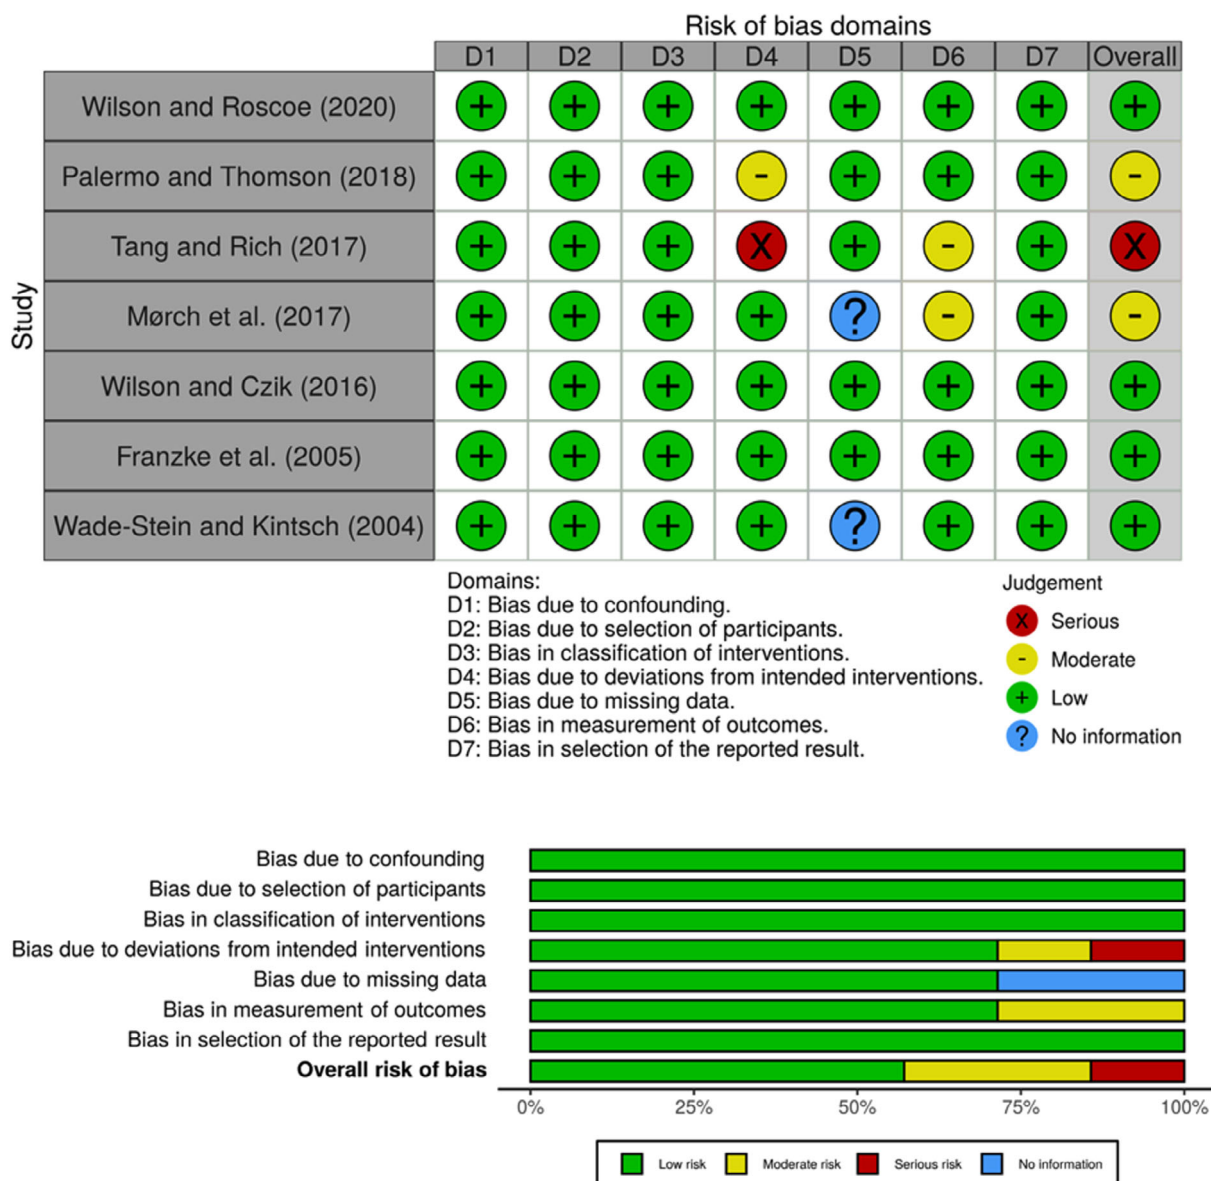 Risk of bias domains
D1 D2 D3 D4 D5 D6 D7 Overall
Study
Wilson and Roscoe (2020) + + + + + + + +
Palermo and Thomson (2018) + + + - + + + -
Tang and Rich (2017) + + + X + - + X
Mørch et al. (2017) + + + + ? - + -
Wilson and Czik (2016) + + + + + + + +
Franzke et al. (2005) + + + + + + + +
Wade-Stein and Kintsch (2004) + + + + ? + + +
Domains:
D1: Bias due to confounding.
D2: Bias due to selection of participants.
D3: Bias in classification of interventions.
D4: Bias due to deviations from intended interventions.
D5: Bias due to missing data.
D6: Bias in measurement of outcomes.
D7: Bias in selection of the reported result.
Judgement
X Serious
- Moderate
+ Low
? No information
Bias due to confounding
Bias due to selection of participants
Bias in classification of interventions
Bias due to deviations from intended interventions
Bias due to missing data
Bias in measurement of outcomes
Bias in selection of the reported result
Overall risk of bias
0% 25% 50% 75% 100%
Low risk Moderate risk Serious risk No information